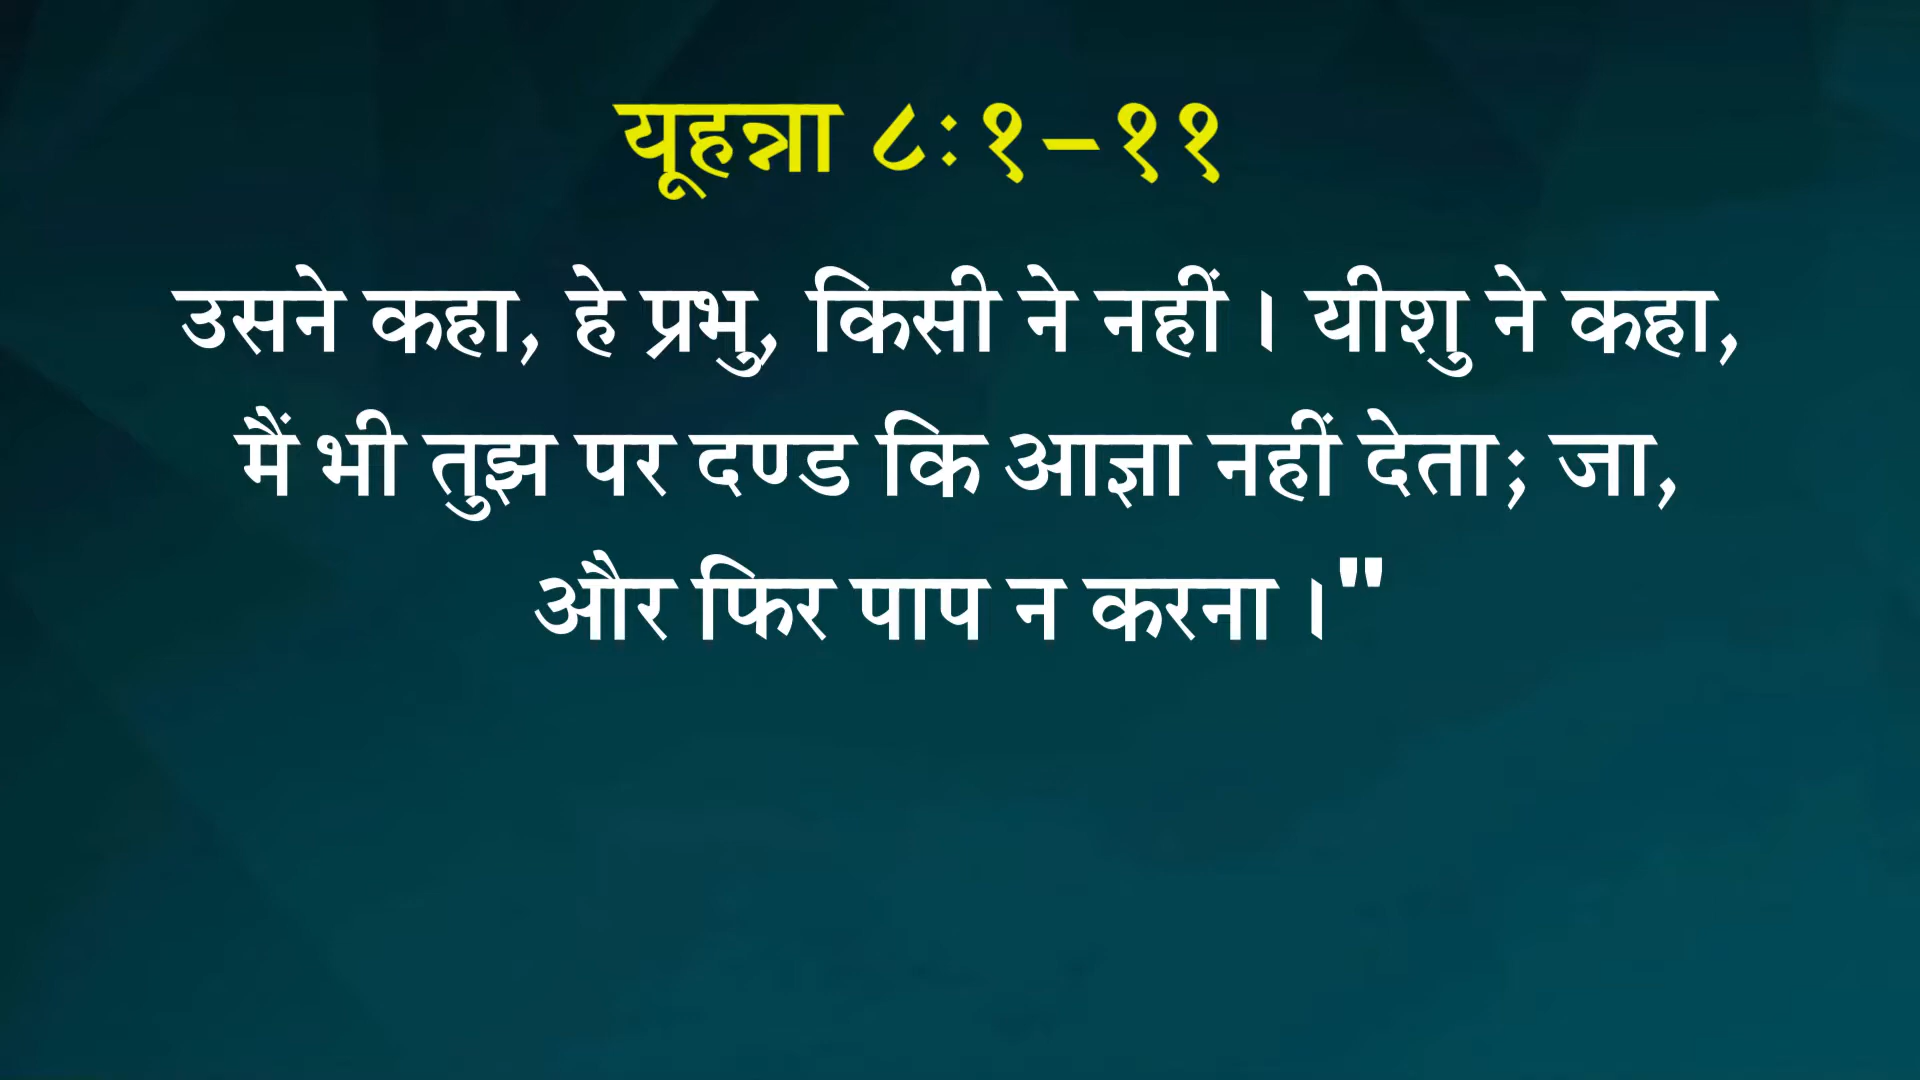 यूहन्ना ८:१-११
उसने कहा, हे प्रभु, किसी ने नहीं । यीशु ने कहा,
मैं भी तुझ पर दण्ड कि आज्ञा नहीं देता; जा,
और फिर पाप न करना ।"